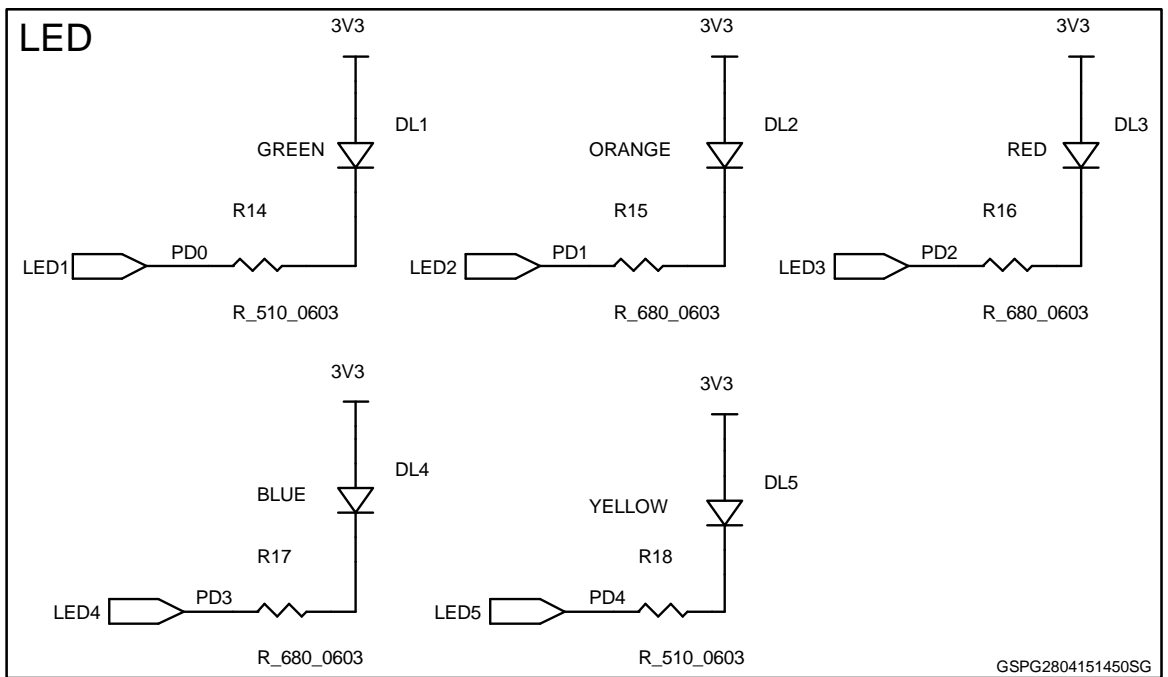 LED
3V3
3V3
3V3
DL1
DL2
DL3
GREEN
ORANGE
RED
R14
R15
R16
LED1
PD0
LED2
PD1
LED3
PD2
R_510_0603
R_680_0603
R_680_0603
3V3
3V3
DL4
DL5
BLUE
YELLOW
R17
R18
LED4
PD3
LED5
PD4
R_680_0603
R_510_0603
GSPG2804151450SG